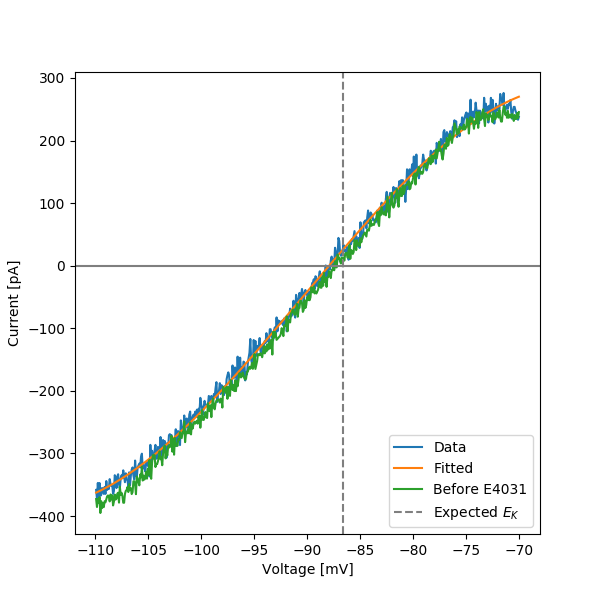 300
200
100
0
−100
−200
−300
−400
Current [pA]
Data
Fitted
Before E4031
Expected E_K
−110 −105 −100 −95 −90 −85 −80 −75 −70
Voltage [mV]